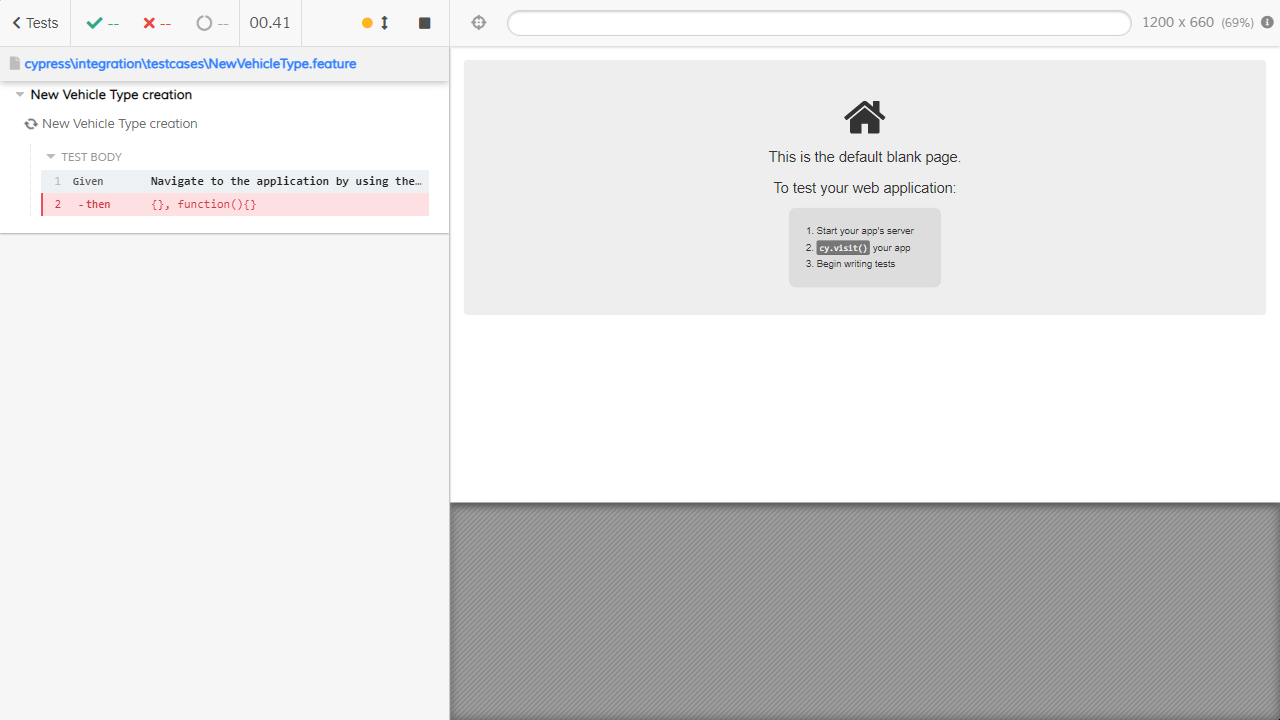 Tests
--
--
--
00.41
1200 x 660 (69%)
cypress\integration\testcases\NewVehicleType.feature
New Vehicle Type creation
New Vehicle Type creation
TEST BODY
1 Given Navigate to the application by using the…
2 -then {}, function(){}
This is the default blank page.
To test your web application:
1. Start your app's server
2. cy.visit() your app
3. Begin writing tests